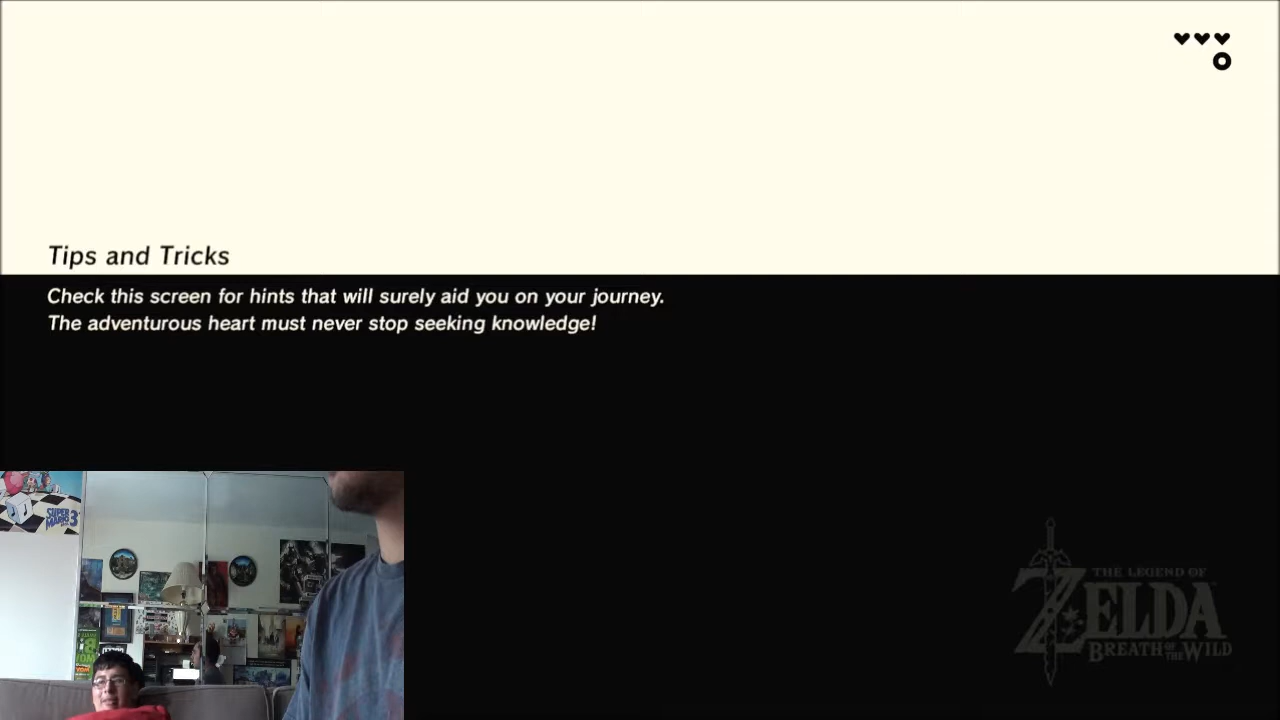 Tips and Tricks
Check this screen for hints that will surely aid you on your journey.
The adventurous heart must never stop seeking knowledge!
SUPER
MARIO 3
THE LEGEND OF
ZELDA
BREATH OF THE WILD